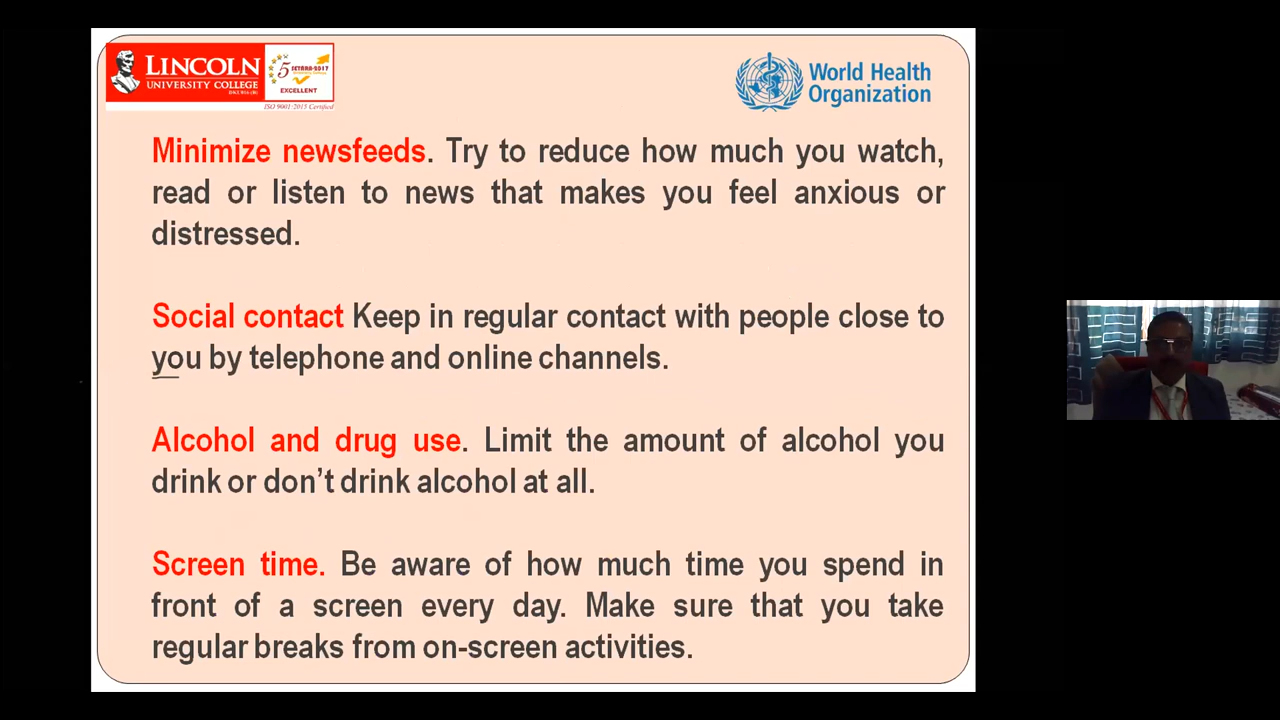 LINCOLN
UNIVERSITY COLLEGE
5
SETARA-2017
EXCELLENT
ISO 9001:2015 Certified
World Health
Organization
Minimize newsfeeds. Try to reduce how much you watch,
read or listen to news that makes you feel anxious or
distressed.
Social contact Keep in regular contact with people close to
you by telephone and online channels.
Alcohol and drug use. Limit the amount of alcohol you
drink or don’t drink alcohol at all.
Screen time. Be aware of how much time you spend in
front of a screen every day. Make sure that you take
regular breaks from on-screen activities.